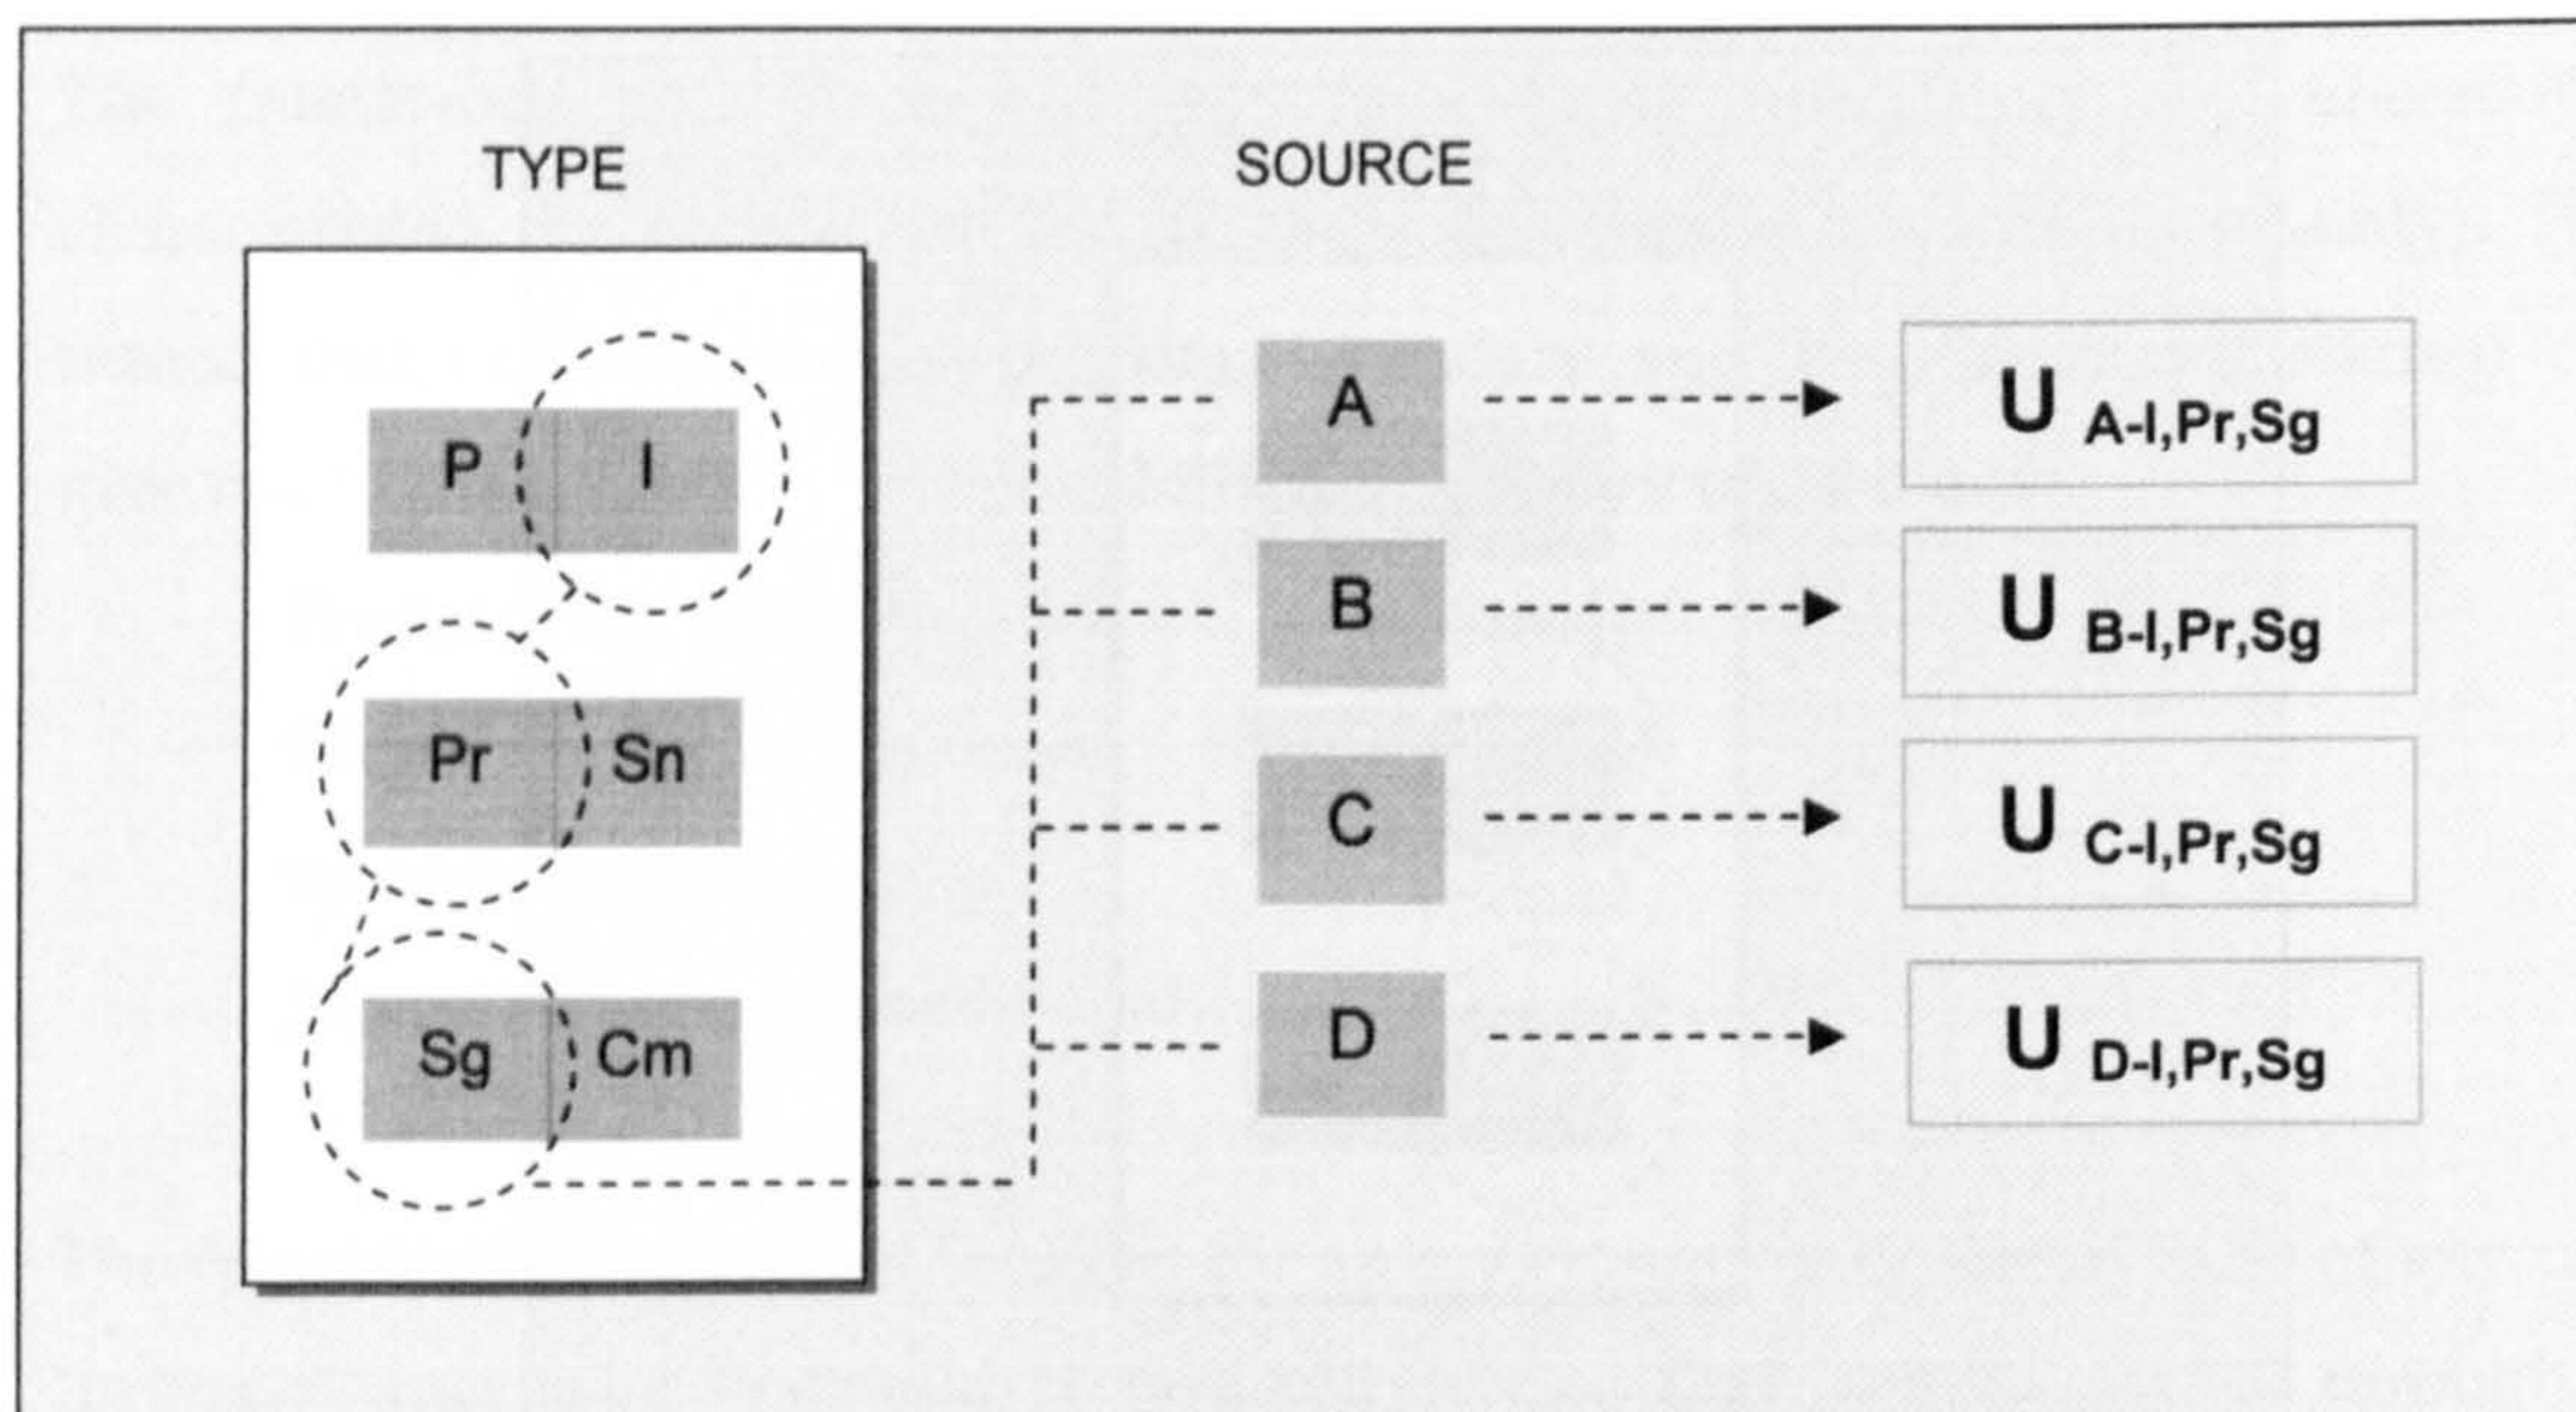 TYPE
SOURCE
P I
Pr Sn
Sg Cm
A
B
C
D
U A-I,Pr,Sg
U B-I,Pr,Sg
U C-I,Pr,Sg
U D-I,Pr,Sg